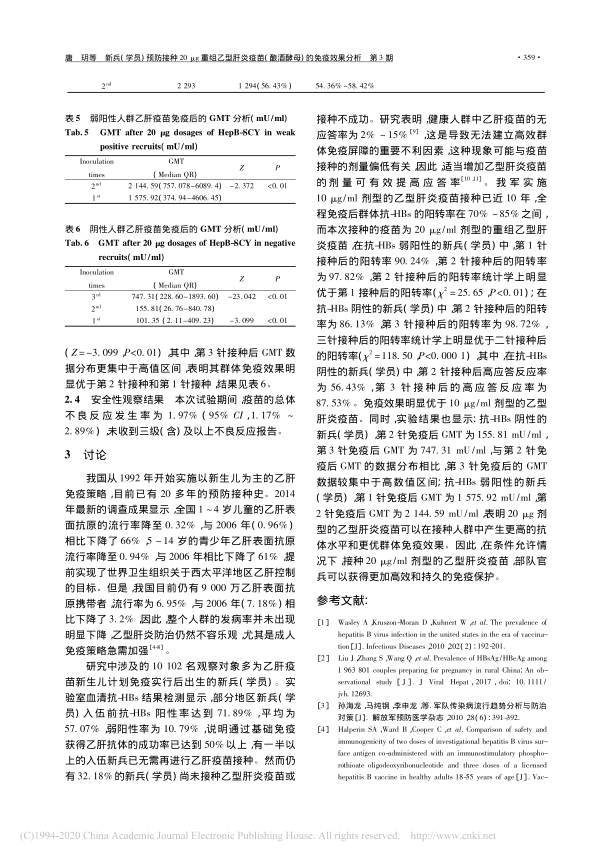 唐　玥等　新兵(学员)预防接种 20 μg 重组乙型肝炎疫苗(酿酒酵母)的免疫效果分析　第 3 期
·359·
2nd 2 293 1 294(56.43%) 54.36%~58.42%
表 5　弱阳性人群乙肝疫苗免疫后的 GMT 分析(mU/ml)
Tab. 5　GMT after 20 μg dosages of HepB-SCY in weak
positive recruits(mU/ml)
Inoculation GMT Z P
times (Median QR)
2nd 2 144.59(757.078-6089.4) -2.372 <0.01
1st 1 575.92(374.94-4606.45)
表 6　阴性人群乙肝疫苗免疫后的 GMT 分析(mU/ml)
Tab. 6　GMT after 20 μg dosages of HepB-SCY in negative
recruits(mU/ml)
Inoculation GMT Z P
times (Median QR)
3rd 747.31(228.60-1893.60) -23.042 <0.01
2nd 155.81(26.76-840.78)
1st 101.35(2.11-409.23) -3.099 <0.01
(Z=-3.099,P<0.01),其中,第 3 针接种后 GMT 数
据分布更集中于高值区间,表明其群体免疫效果明
显优于第 2 针接种和第 1 针接种,结果见表 6。
2.4　安全性观察结果　本次试验期间,疫苗的总体
不良反应发生率为 1.97%(95% CI,1.17% ~
2.89%),未收到三级(含)及以上不良反应报告。
3　讨论
我国从 1992 年开始实施以新生儿为主的乙肝
免疫策略,目前已有 20 多年的预防接种史。2014
年最新的调查成果显示,全国 1~4 岁儿童的乙肝表
面抗原的流行率降至 0.32%,与 2006 年(0.96%)
相比下降了 66%,5~14 岁的青少年乙肝表面抗原
流行率降至 0.94%,与 2006 年相比下降了 61%,提
前实现了世界卫生组织关于西太平洋地区乙肝控制
的目标。但是,我国目前仍有 9 000 万乙肝表面抗
原携带者,流行率为 6.95%,与 2006 年(7.18%)相
比下降了 3.2%,因此,整个人群的发病率并未出现
明显下降,乙型肝炎防治仍然不容乐观,尤其是成人
免疫策略急需加强[4-8]。
研究中涉及的 10 102 名观察对象多为乙肝疫
苗新生儿计划免疫实行后出生的新兵(学员)。实
验室血清抗-HBs 结果检测显示,部分地区新兵(学
员)入伍前抗-HBs 阳性率达到 71.89%,平均为
57.07%,弱阳性率为 10.79%,说明通过基础免疫
获得乙肝抗体的成功率已达到 50% 以上,有一半以
上的入伍新兵已无需再进行乙肝疫苗接种。然而仍
有 32.18% 的新兵(学员)尚未接种乙型肝炎疫苗或
接种不成功。研究表明,健康人群中乙肝疫苗的无
应答率为 2% ~15%[9],这是导致无法建立高效群
体免疫屏障的重要不利因素,这种现象可能与疫苗
接种的剂量偏低有关,因此,适当增加乙型肝炎疫苗
的剂量可有效提高应答率[10,11]。我军实施
10 μg/ml 剂型的乙型肝炎疫苗接种已近 10 年,全
程免疫后群体抗-HBs 的阳转率在 70% ~85% 之间,
而本次接种的疫苗为 20 μg/ml 剂型的重组乙型肝
炎疫苗,在抗-HBs 弱阳性的新兵(学员)中,第 1 针
接种后的阳转率 90.24%,第 2 针接种后的阳转率
为 97.82%,第 2 针接种后的阳转率统计学上明显
优于第 1 接种后的阳转率(χ2=25.65,P<0.01);在
抗-HBs 阴性的新兵(学员)中,第 2 针接种后的阳转
率为 86.13%,第 3 针接种后的阳转率为 98.72%,
三针接种后的阳转率统计学上明显优于二针接种后
的阳转率(χ2=118.50,P<0.000 1),其中,在抗-HBs
阴性的新兵(学员)中,第 2 针接种后高应答反应率
为 56.43%,第 3 针接种后的高应答反应率为
87.53%。免疫效果明显优于 10 μg/ml 剂型的乙型
肝炎疫苗。同时,实验结果也显示:抗-HBs 阴性的
新兵(学员),第 2 针免疫后 GMT 为 155.81 mU/ml,
第 3 针免疫后 GMT 为 747.31 mU/ml,与第 2 针免
疫后 GMT 的数据分布相比,第 3 针免疫后的 GMT
数据较集中于高数值区间;抗-HBs 弱阳性的新兵
(学员),第 1 针免疫后 GMT 为 1 575.92 mU/ml,第
2 针免疫后 GMT 为 2 144.59 mU/ml,表明 20 μg 剂
型的乙型肝炎疫苗可以在接种人群中产生更高的抗
体水平和更优群体免疫效果。因此,在条件允许情
况下,接种 20 μg/ml 剂型的乙型肝炎疫苗,部队官
兵可以获得更加高效和持久的免疫保护。
参考文献:
[1]　Wasley A,Kruszon-Moran D,Kuhnert W,et al. The prevalence of
hepatitis B virus infection in the united states in the era of vaccina-
tion[J]. Infectious Diseases,2010,202(2):192-201.
[2]　Liu J,Zhang S,Wang Q,et al. Prevalence of HBsAg/HBeAg among
1 963 801 couples preparing for pregnancy in rural China: An ob-
servational study [J]. J Viral Hepat,2017,doi: 10.1111/
jvh. 12693.
[3]　孙海龙,马纯钢,李申龙,等. 军队传染病流行趋势分析与防治
对策[J]. 解放军预防医学杂志,2010,28(6):391-392.
[4]　Halperin SA,Ward B,Cooper C,et al. Comparison of safety and
immunogenicity of two doses of investigational hepatitis B virus sur-
face antigen co-administered with an immunostimulatory phospho-
rothioate oligodeoxyribonucleotide and three doses of a licensed
hepatitis B vaccine in healthy adults 18-55 years of age[J]. Vac-
(C)1994-2020 China Academic Journal Electronic Publishing House. All rights reserved.　http://www.cnki.net